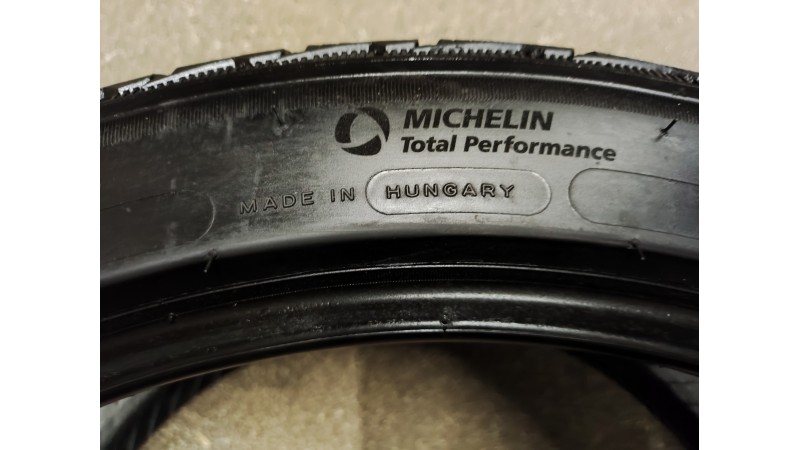 MICHELIN
Total Performance
MADE IN HUNGARY